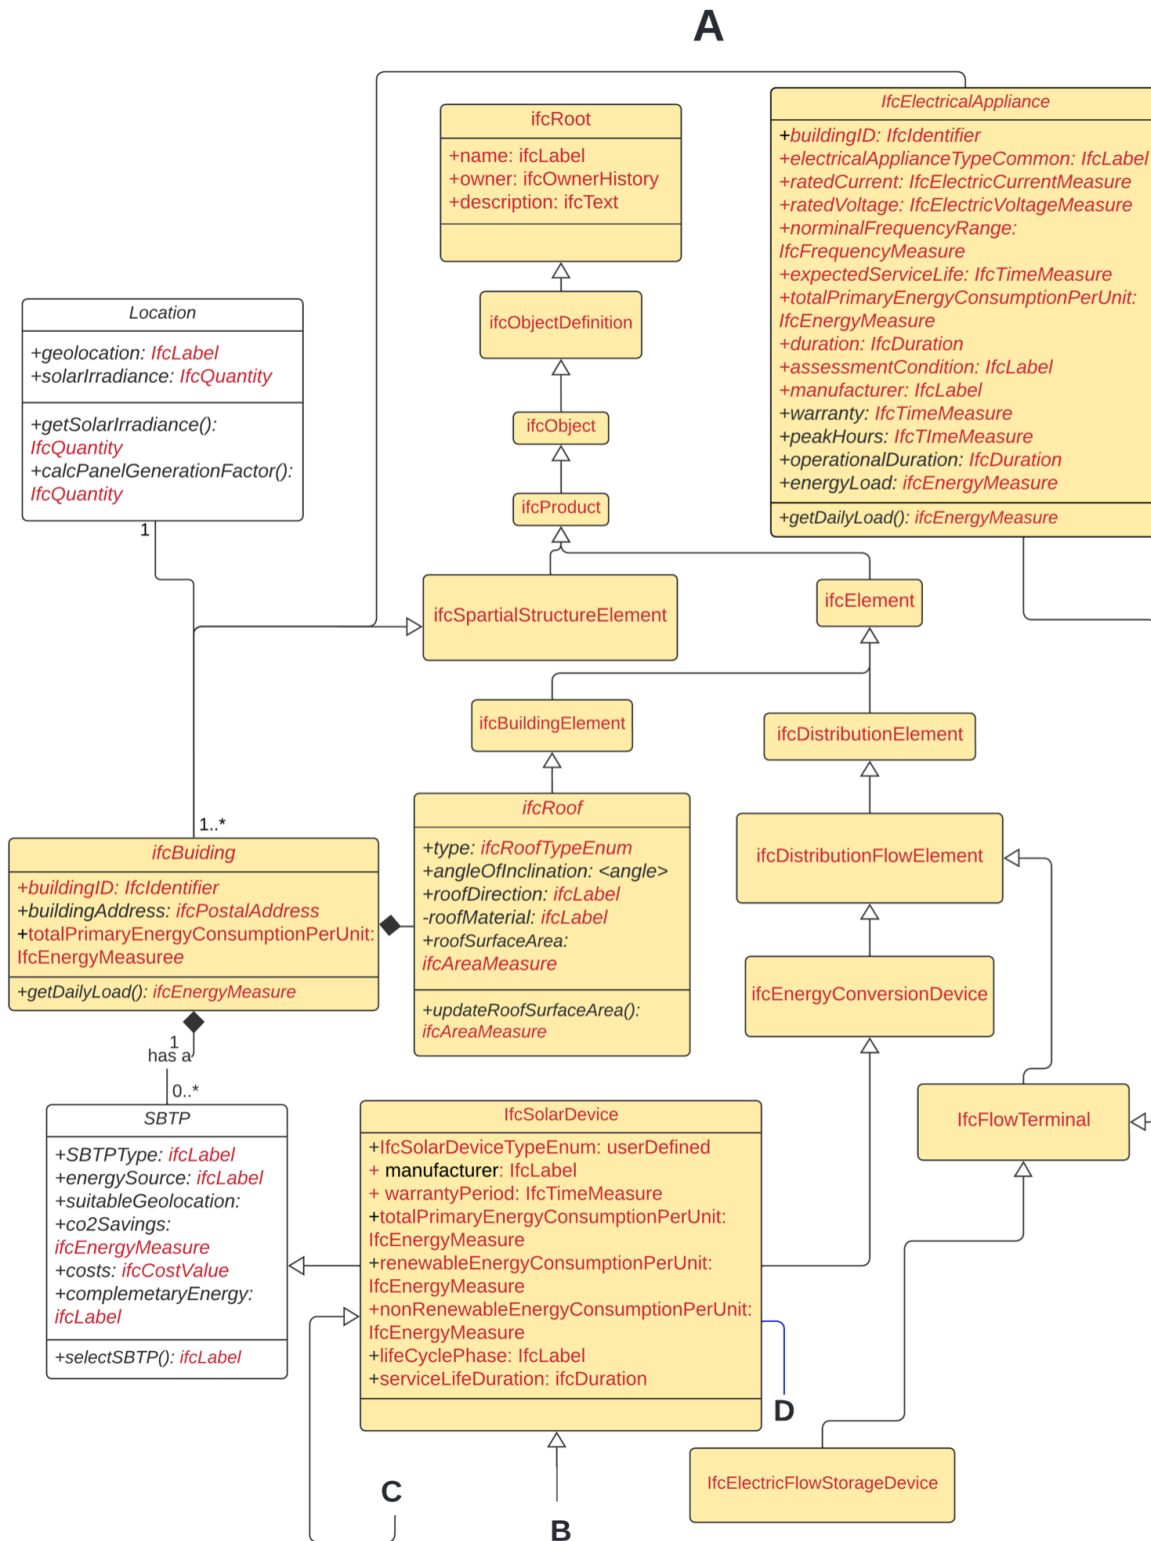 A
IfcElectricalAppliance
+buildingID: IfcIdentifier
+electricalApplianceTypeCommon: IfcLabel
+ratedCurrent: IfcElectricCurrentMeasure
+ratedVoltage: IfcElectricVoltageMeasure
+norminalFrequencyRange:
IfcFrequencyMeasure
+expectedServiceLife: IfcTimeMeasure
+totalPrimaryEnergyConsumptionPerUnit:
IfcEnergyMeasure
+duration: IfcDuration
+assessmentCondition: IfcLabel
+manufacturer: IfcLabel
+warranty: IfcTimeMeasure
+peakHours: IfcTImeMeasure
+operationalDuration: IfcDuration
+energyLoad: ifcEnergyMeasure
+getDailyLoad(): ifcEnergyMeasure
ifcRoot
+name: ifcLabel
+owner: ifcOwnerHistory
+description: ifcText
ifcObjectDefinition
ifcObject
ifcProduct
Location
+geolocation: IfcLabel
+solarIrradiance: IfcQuantity
+getSolarIrradiance():
IfcQuantity
+calcPanelGenerationFactor():
IfcQuantity
1
1..*
ifcSpartialStructureElement
ifcElement
ifcBuildingElement
ifcDistributionElement
ifcRoof
+type: ifcRoofTypeEnum
+angleOfInclination: <angle>
+roofDirection: ifcLabel
-roofMaterial: ifcLabel
+roofSurfaceArea:
ifcAreaMeasure
+updateRoofSurfaceArea():
ifcAreaMeasure
ifcDistributionFlowElement
ifcEnergyConversionDevice
ifcBuiding
+buildingID: IfcIdentifier
+buildingAddress: ifcPostalAddress
+totalPrimaryEnergyConsumptionPerUnit:
IfcEnergyMeasuree
+getDailyLoad(): ifcEnergyMeasure
1
has a
0..*
SBTP
+SBTPType: ifcLabel
+energySource: ifcLabel
+suitableGeolocation:
+co2Savings:
ifcEnergyMeasure
+costs: ifcCostValue
+complemetaryEnergy:
ifcLabel
+selectSBTP(): ifcLabel
IfcSolarDevice
+IfcSolarDeviceTypeEnum: userDefined
+ manufacturer: IfcLabel
+ warrantyPeriod: IfcTimeMeasure
+totalPrimaryEnergyConsumptionPerUnit:
IfcEnergyMeasure
+renewableEnergyConsumptionPerUnit:
IfcEnergyMeasure
+nonRenewableEnergyConsumptionPerUnit:
IfcEnergyMeasure
+lifeCyclePhase: IfcLabel
+serviceLifeDuration: ifcDuration
IfcFlowTerminal
D
IfcElectricFlowStorageDevice
C
B